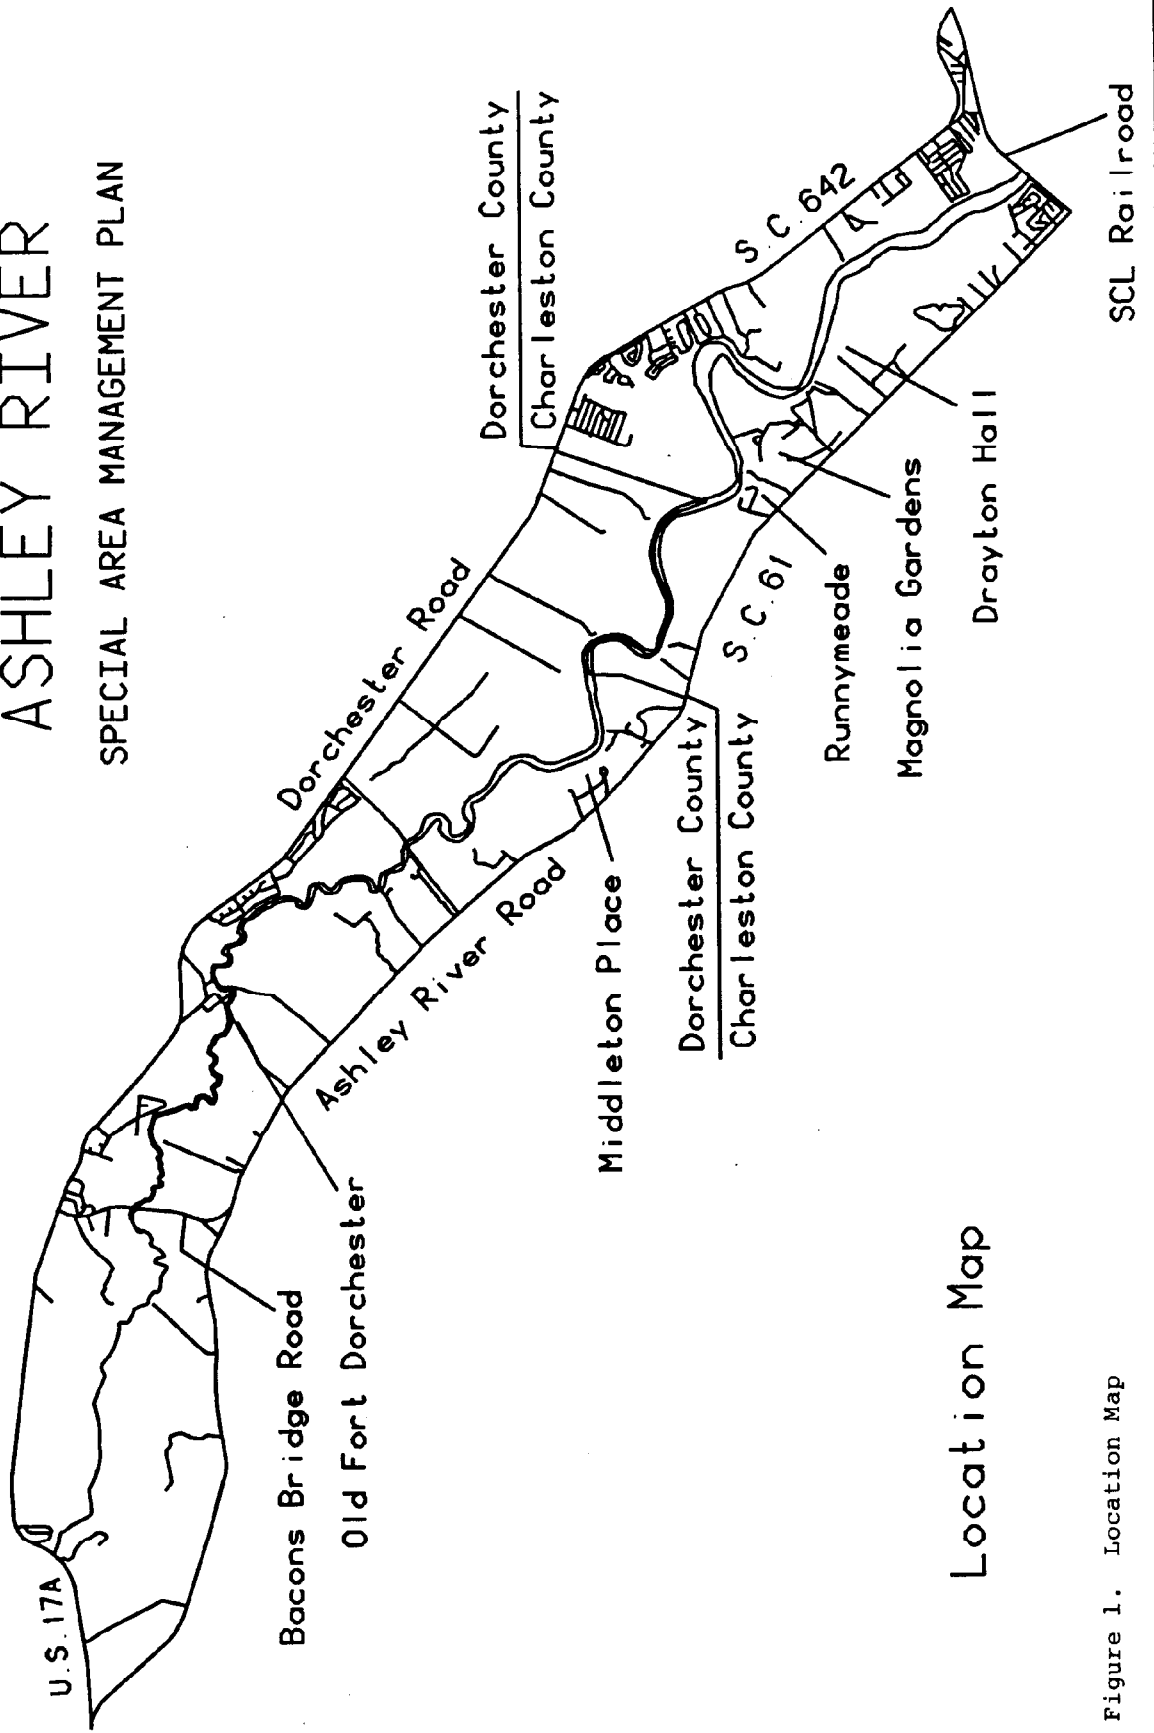 ASHLEY RIVER
SPECIAL AREA MANAGEMENT PLAN
U.S. 17A
Dorchester Road
Dorchester County
Charleston County
S.C. 642
Bacons Bridge Road
Old Fort Dorchester
Ashley River Road
Middleton Place
Dorchester County
Charleston County
S.C. 61
Runnymeade
Magnolia Gardens
Drayton Hall
SCL Railroad
Location Map
Figure 1. Location Map